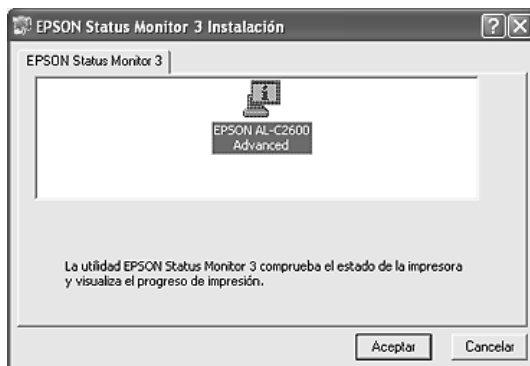 EPSON Status Monitor 3 Instalación
EPSON Status Monitor 3
EPSON AL-C2600
Advanced
La utilidad EPSON Status Monitor 3 comprueba el estado de la impresora
y visualiza el progreso de impresión.
Aceptar Cancelar